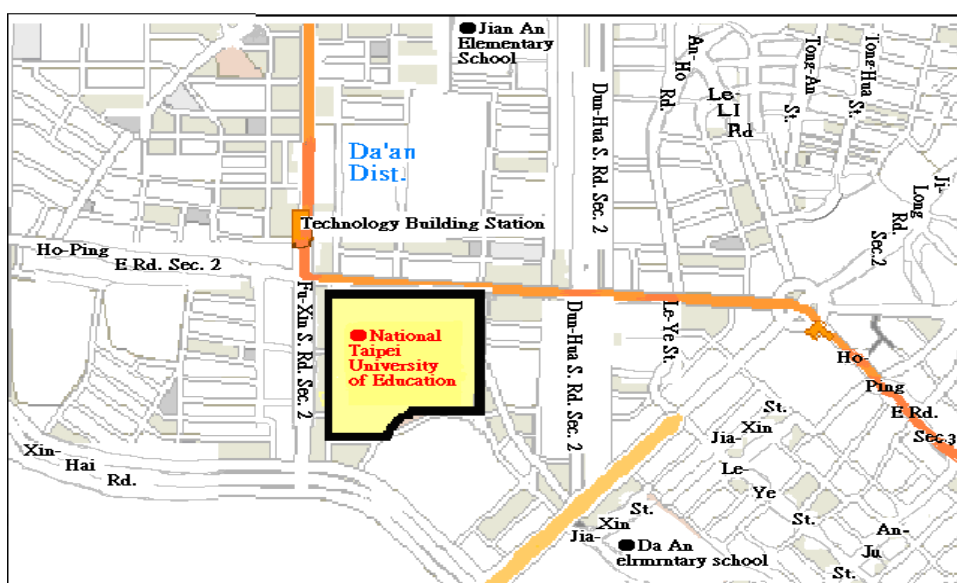 Jian An
Elementary
School
An-
Ho
Rd.
Le-
LI
Rd
Tong-An
St.
Tong-Hua
St.
Dun-Hua S. Rd. Sec. 2
Da'an
Dist.
Ji-
Long
Rd.
Sec.2
Technology Building Station
Ho-Ping
E Rd. Sec. 2
Fu-Xin S. Rd. Sec. 2
National
Taipei
University
of Education
Dun-Hua S. Rd. Sec. 2
Le-Ye St.
Ho-
Ping
E Rd.
Sec.3
Xin-
Hai
Rd.
Jia-
Xin
St.
Le-
Ye
St.
Jia-
Xin
St.
An-
Ju
St.
Da An
elrmrntary school